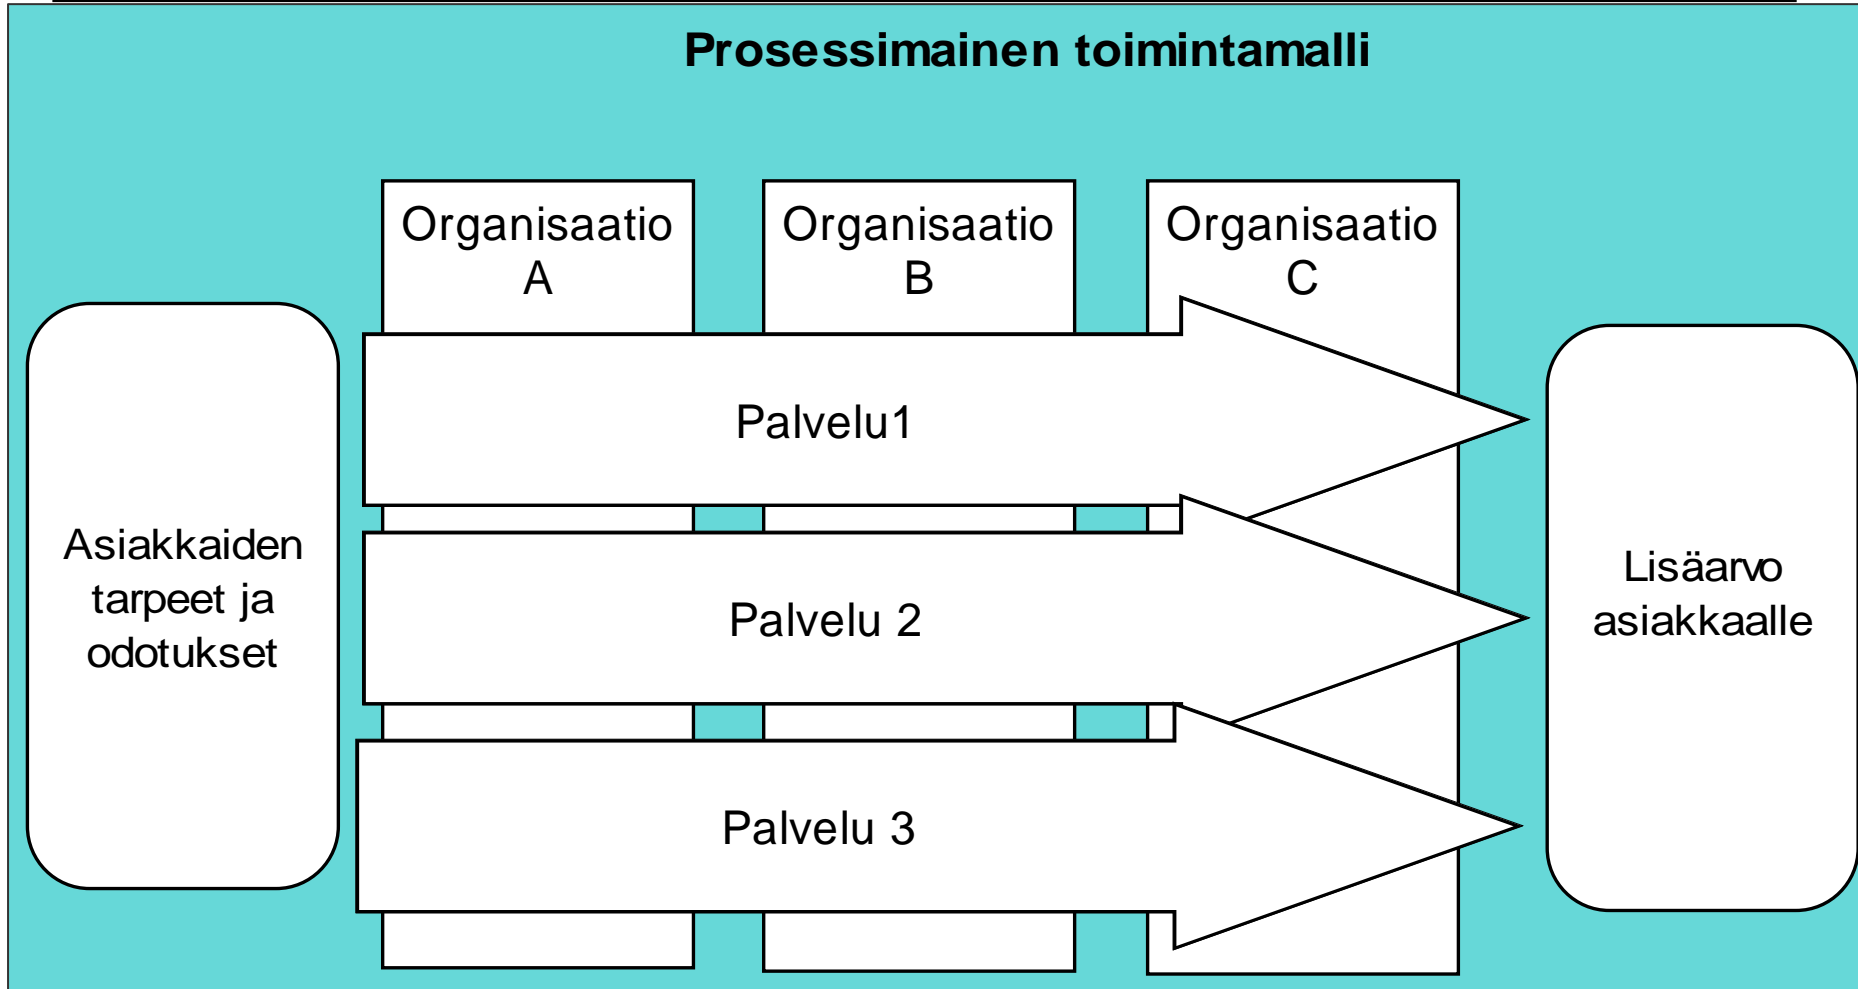 Prosessimainen toimintamalli
Organisaatio
A
Organisaatio
B
Organisaatio
C
Asiakkaiden
tarpeet ja
odotukset
Palvelu1
Palvelu 2
Palvelu 3
Lisäarvo
asiakkaalle